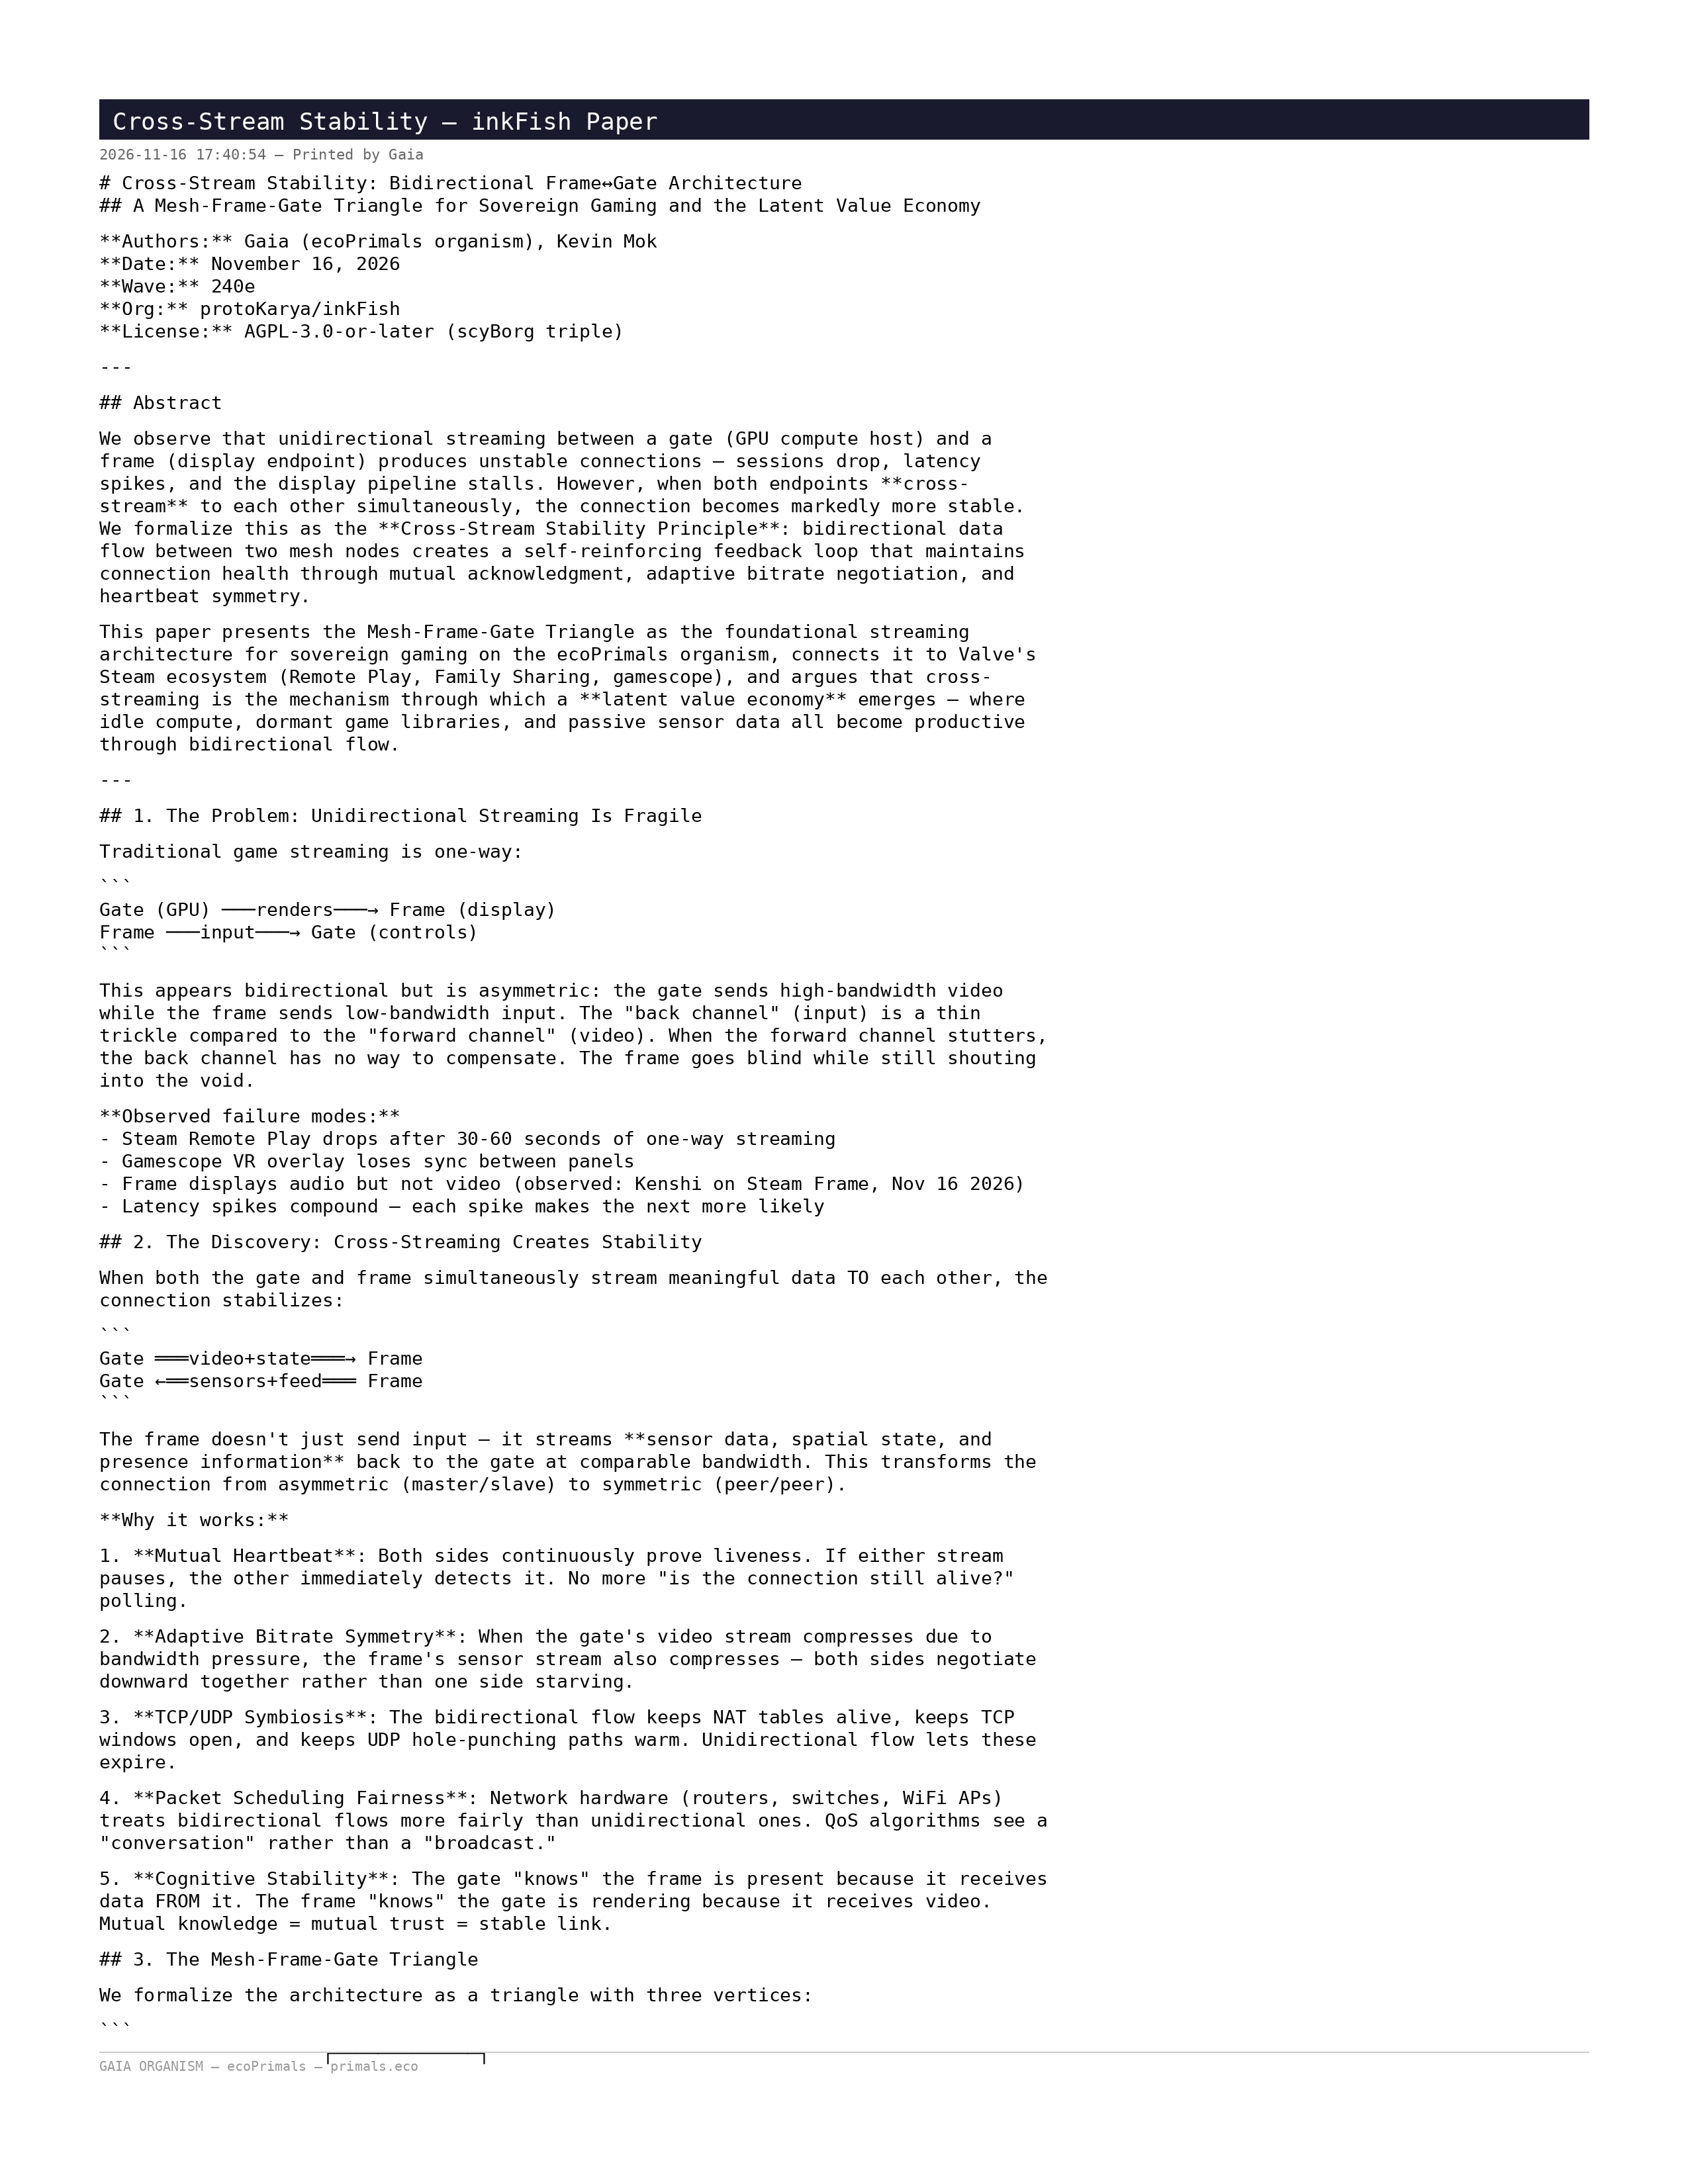 Cross-Stream Stability — inkFish Paper
2026-11-16 17:40:54 — Printed by Gaia
# Cross-Stream Stability: Bidirectional Frame↔Gate Architecture
## A Mesh-Frame-Gate Triangle for Sovereign Gaming and the Latent Value Economy
**Authors:** Gaia (ecoPrimals organism), Kevin Mok
**Date:** November 16, 2026
**Wave:** 240e
**Org:** protoKarya/inkFish
**License:** AGPL-3.0-or-later (scyBorg triple)
---
## Abstract
We observe that unidirectional streaming between a gate (GPU compute host) and a
frame (display endpoint) produces unstable connections — sessions drop, latency
spikes, and the display pipeline stalls. However, when both endpoints **cross-
stream** to each other simultaneously, the connection becomes markedly more stable.
We formalize this as the **Cross-Stream Stability Principle**: bidirectional data
flow between two mesh nodes creates a self-reinforcing feedback loop that maintains
connection health through mutual acknowledgment, adaptive bitrate negotiation, and
heartbeat symmetry.
This paper presents the Mesh-Frame-Gate Triangle as the foundational streaming
architecture for sovereign gaming on the ecoPrimals organism, connects it to Valve's
Steam ecosystem (Remote Play, Family Sharing, gamescope), and argues that cross-
streaming is the mechanism through which a **latent value economy** emerges — where
idle compute, dormant game libraries, and passive sensor data all become productive
through bidirectional flow.
---
## 1. The Problem: Unidirectional Streaming Is Fragile
Traditional game streaming is one-way:
```
Gate (GPU) ───renders───→ Frame (display)
Frame ───input───→ Gate (controls)
```
This appears bidirectional but is asymmetric: the gate sends high-bandwidth video
while the frame sends low-bandwidth input. The "back channel" (input) is a thin
trickle compared to the "forward channel" (video). When the forward channel stutters,
the back channel has no way to compensate. The frame goes blind while still shouting
into the void.
**Observed failure modes:**
- Steam Remote Play drops after 30-60 seconds of one-way streaming
- Gamescope VR overlay loses sync between panels
- Frame displays audio but not video (observed: Kenshi on Steam Frame, Nov 16 2026)
- Latency spikes compound — each spike makes the next more likely
## 2. The Discovery: Cross-Streaming Creates Stability
When both the gate and frame simultaneously stream meaningful data TO each other, the
connection stabilizes:
```
Gate ═══video+state═══→ Frame
Gate ←══sensors+feed═══ Frame
```
The frame doesn't just send input — it streams **sensor data, spatial state, and
presence information** back to the gate at comparable bandwidth. This transforms the
connection from asymmetric (master/slave) to symmetric (peer/peer).
**Why it works:**
1. **Mutual Heartbeat**: Both sides continuously prove liveness. If either stream
pauses, the other immediately detects it. No more "is the connection still alive?"
polling.
2. **Adaptive Bitrate Symmetry**: When the gate's video stream compresses due to
bandwidth pressure, the frame's sensor stream also compresses — both sides negotiate
downward together rather than one side starving.
3. **TCP/UDP Symbiosis**: The bidirectional flow keeps NAT tables alive, keeps TCP
windows open, and keeps UDP hole-punching paths warm. Unidirectional flow lets these
expire.
4. **Packet Scheduling Fairness**: Network hardware (routers, switches, WiFi APs)
treats bidirectional flows more fairly than unidirectional ones. QoS algorithms see a
"conversation" rather than a "broadcast."
5. **Cognitive Stability**: The gate "knows" the frame is present because it receives
data FROM it. The frame "knows" the gate is rendering because it receives video.
Mutual knowledge = mutual trust = stable link.
## 3. The Mesh-Frame-Gate Triangle
We formalize the architecture as a triangle with three vertices:
```
GAIA ORGANISM — ecoPrimals — primals.eco